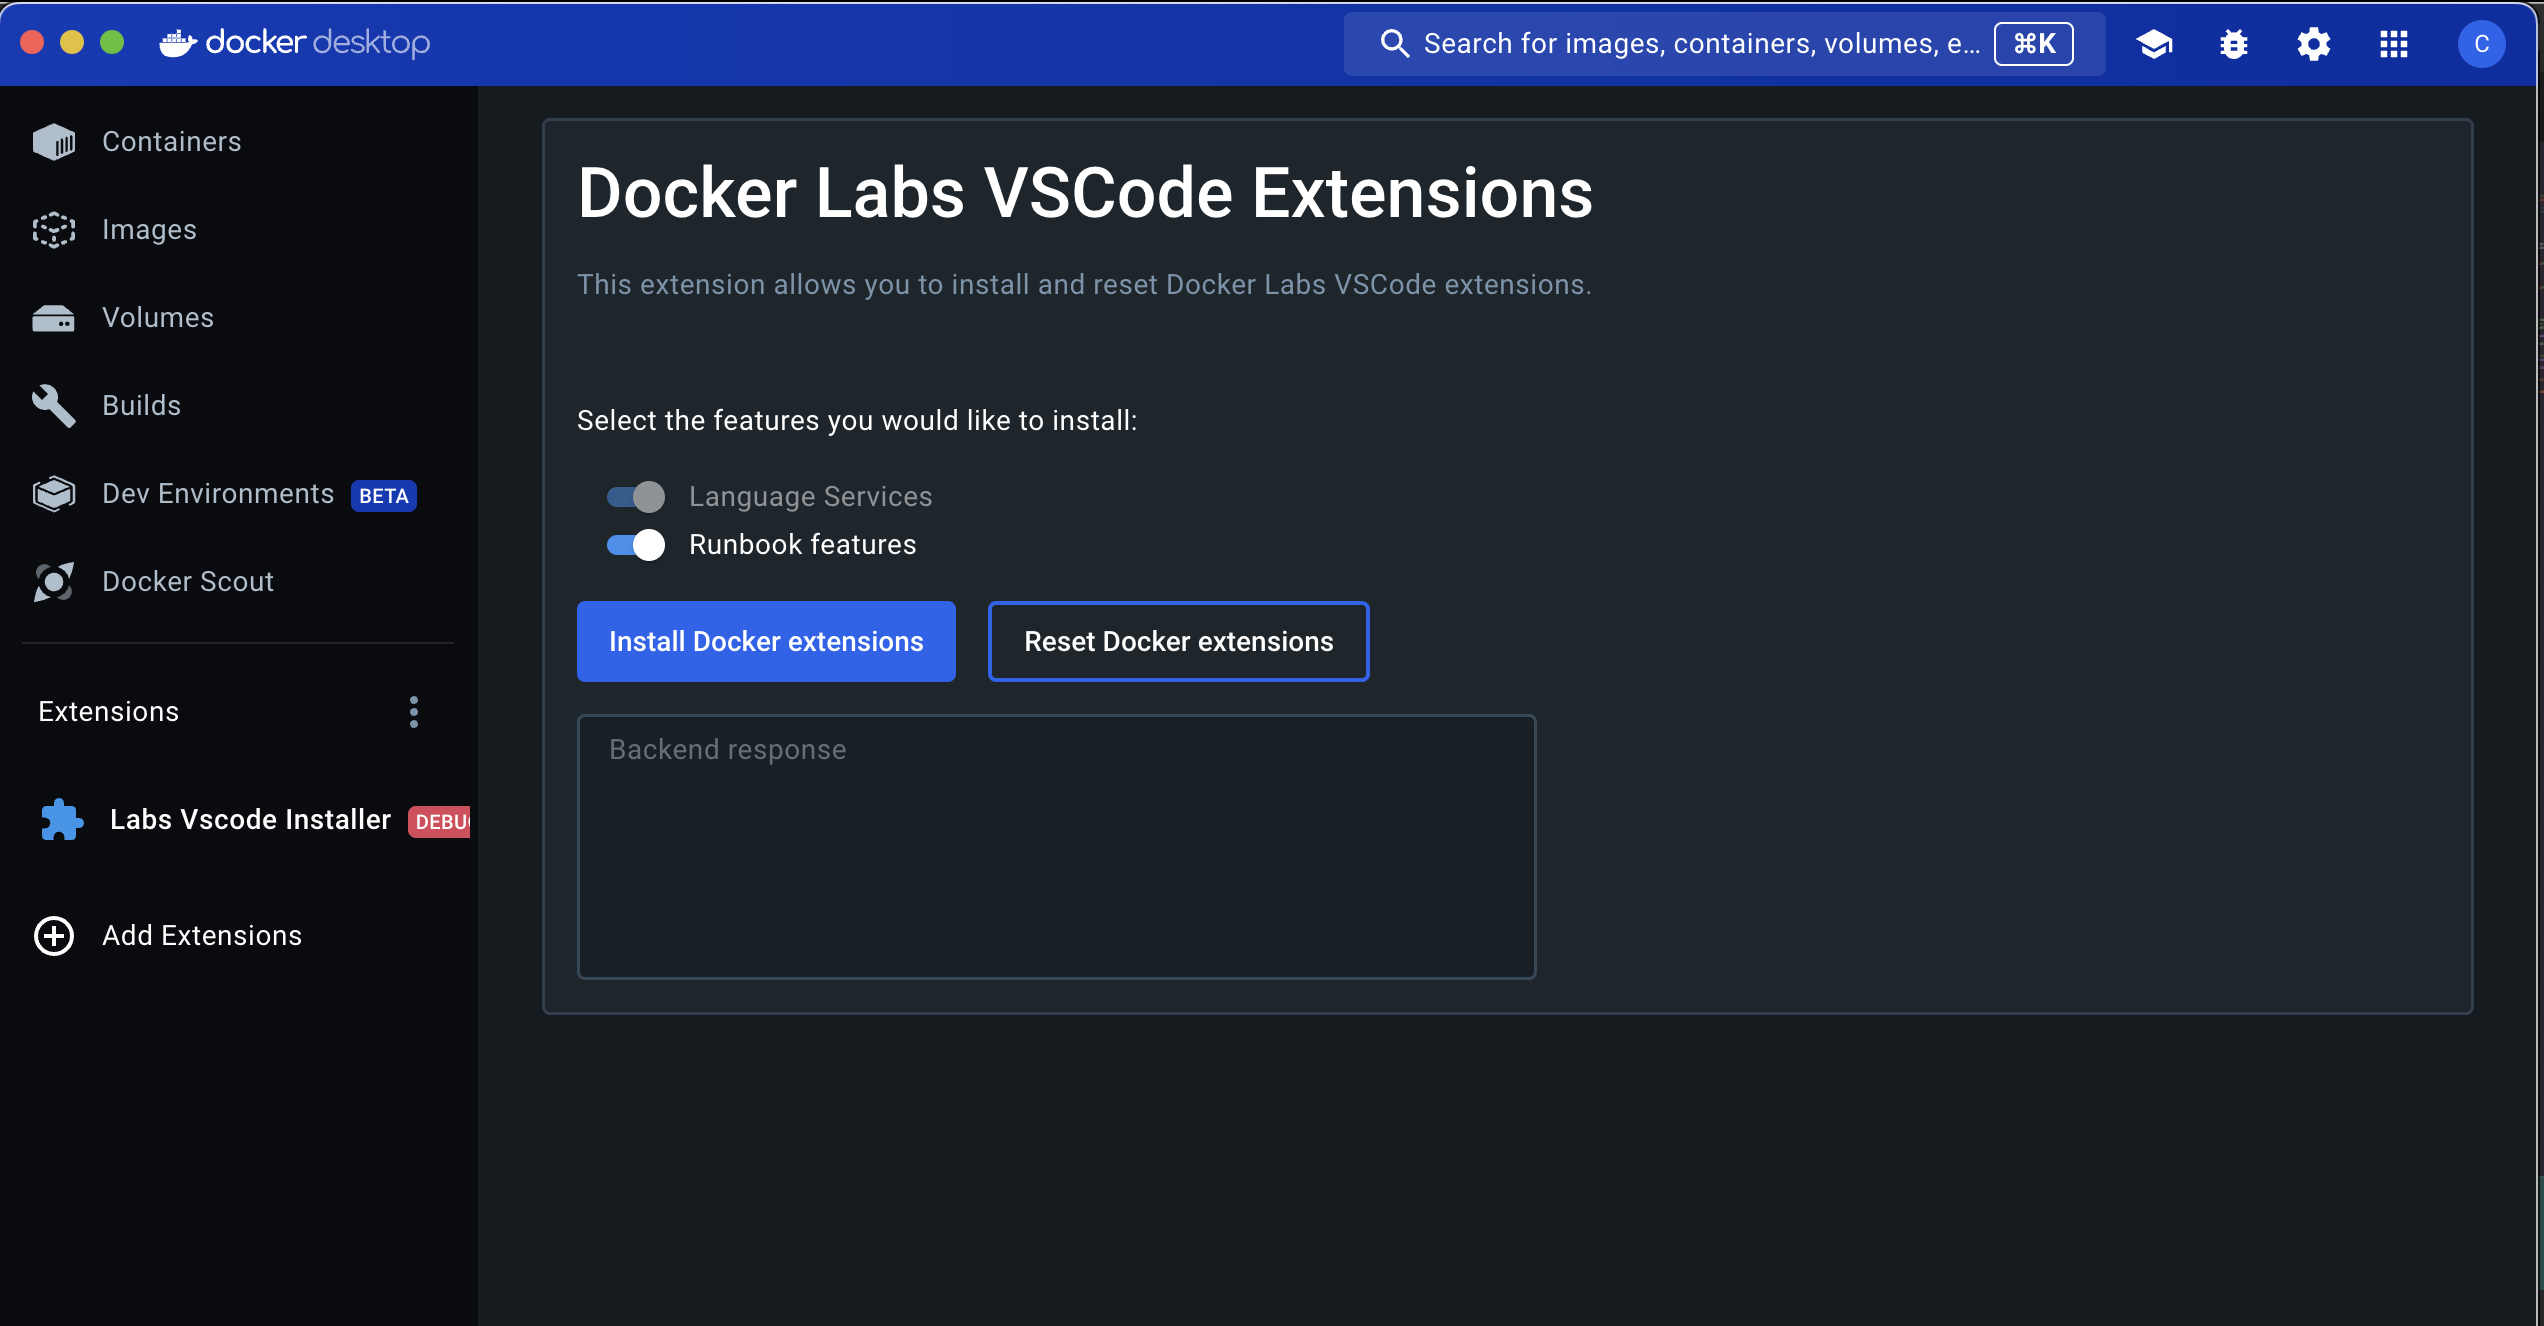 docker desktop
Search for images, containers, volumes, e...
⌘K
C
Containers
Images
Volumes
Builds
Dev Environments BETA
Docker Scout
Extensions
Labs Vscode Installer DEBU
Add Extensions
Docker Labs VSCode Extensions
This extension allows you to install and reset Docker Labs VSCode extensions.
Select the features you would like to install:
Language Services
Runbook features
Install Docker extensions
Reset Docker extensions
Backend response